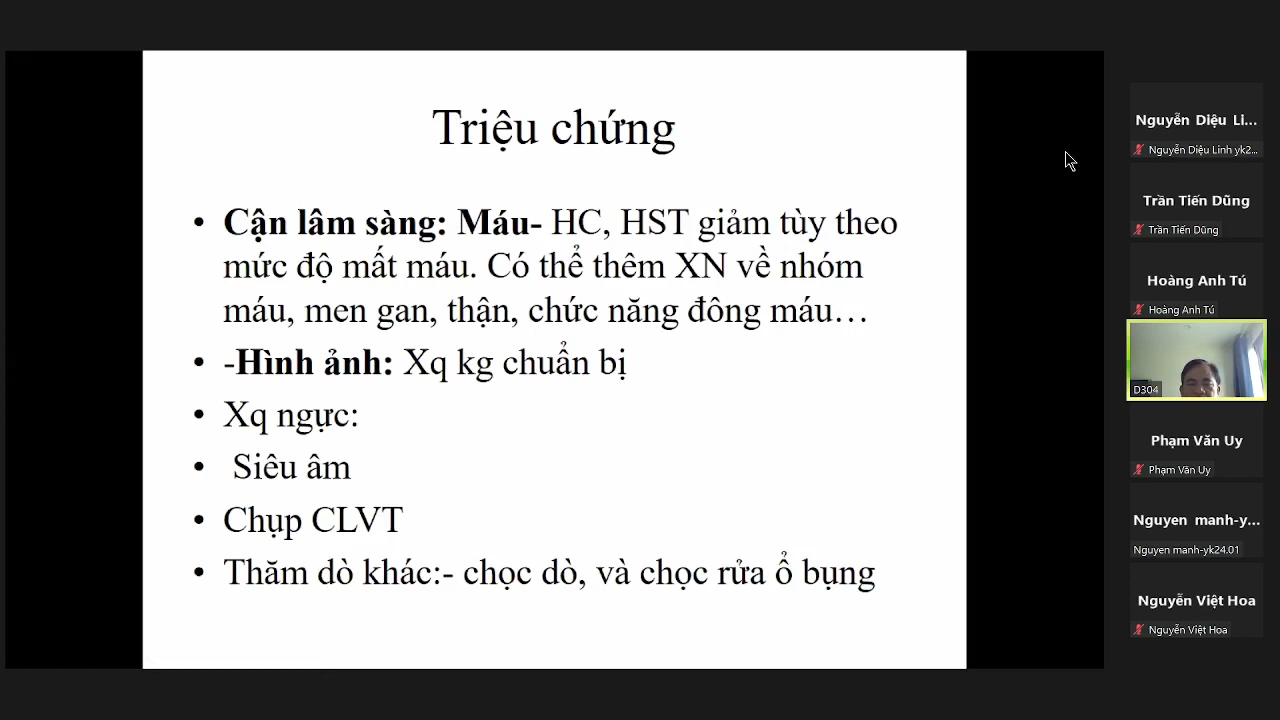 Triệu chứng
• Cận lâm sàng: Máu- HC, HST giảm tùy theo
mức độ mất máu. Có thể thêm XN về nhóm
máu, men gan, thận, chức năng đông máu…
• -Hình ảnh: Xq kg chuẩn bị
• Xq ngực:
• Siêu âm
• Chụp CLVT
• Thăm dò khác:- chọc dò, và chọc rửa ổ bụng
Nguyễn Diệu Li...
Nguyễn Diệu Linh yk2...
Trần Tiến Dũng
Trần Tiến Dũng
Hoàng Anh Tú
Hoàng Anh Tú
D304
Phạm Văn Uy
Phạm Văn Uy
Nguyen manh-y...
Nguyen manh-yk24.01
Nguyễn Việt Hoa
Nguyễn Việt Hoa